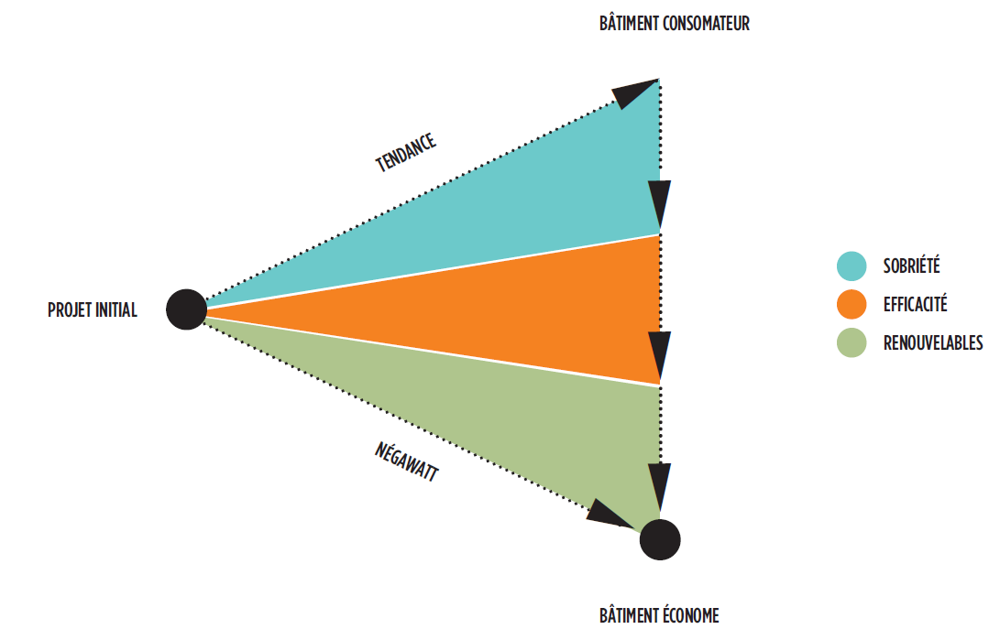 BÂTIMENT CONSOMATEUR
TENDANCE
PROJET INITIAL
SOBRIÉTÉ
EFFICACITÉ
RENOUVELABLES
NÉGAWATT
BÂTIMENT ÉCONOME